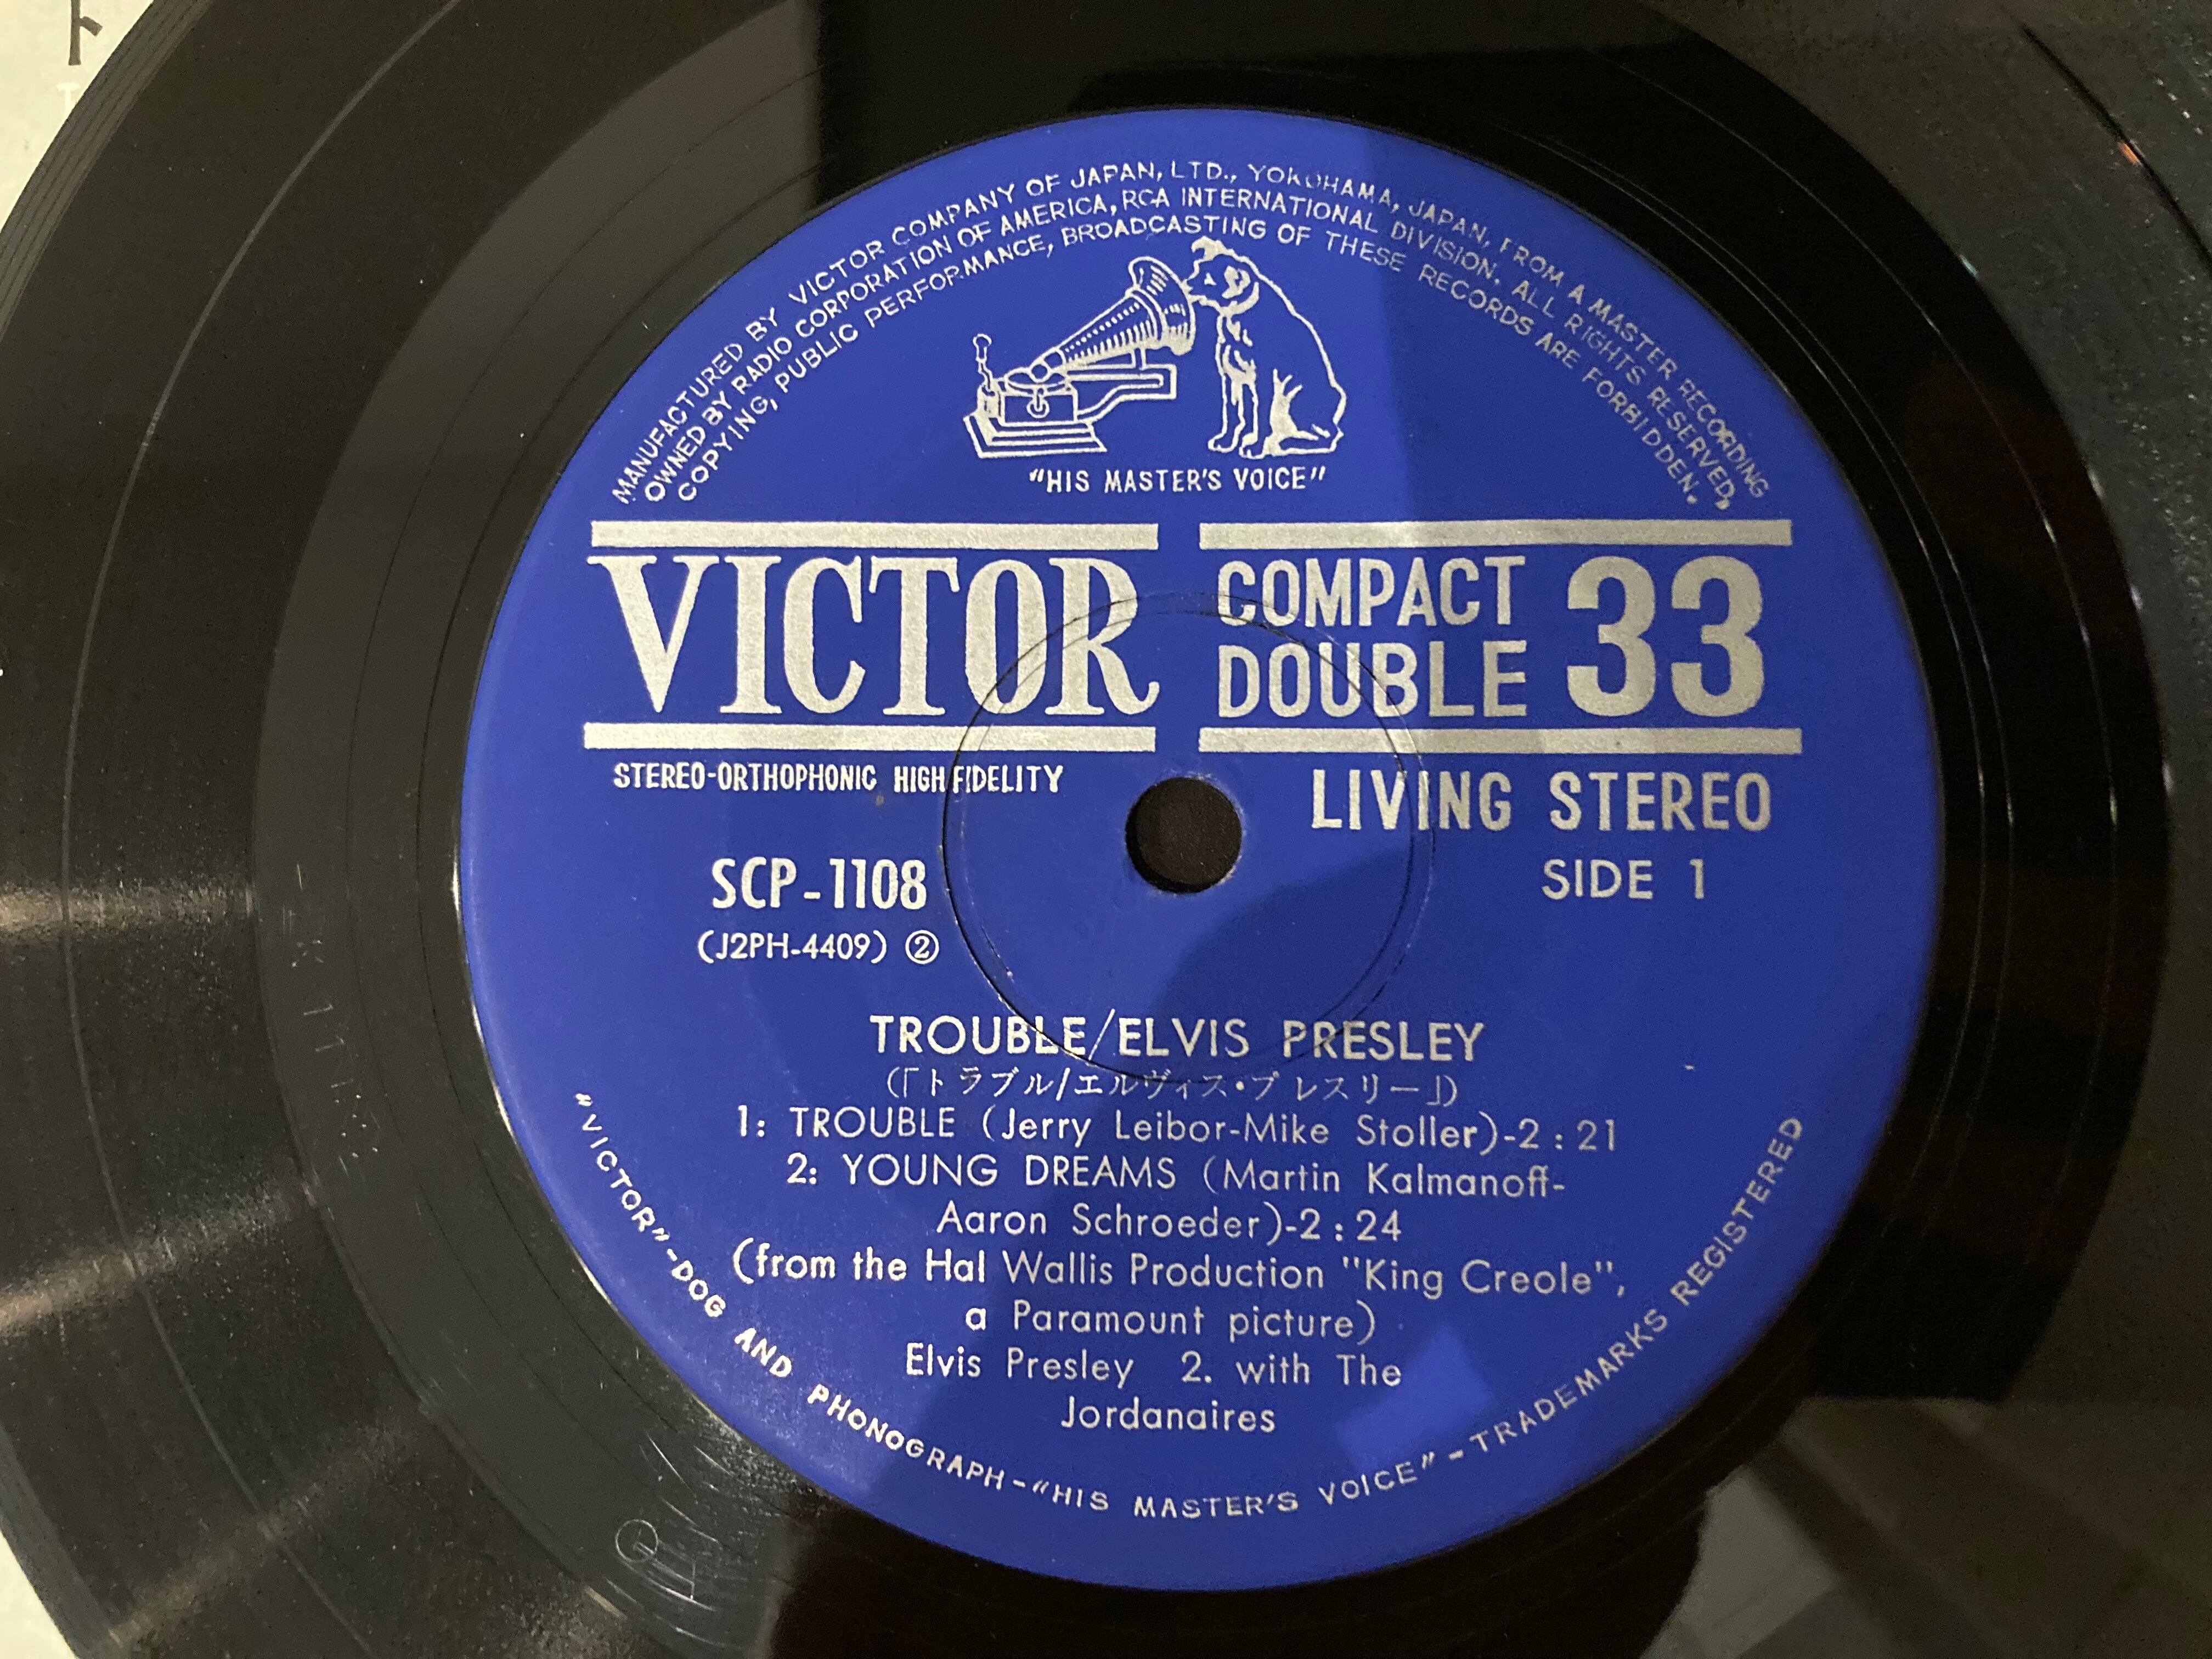 ト
MANUFACTURED BY VICTOR COMPANY OF JAPAN, LTD., YOKOHAMA, JAPAN, FROM A MASTER RECORDING
OWNED BY RADIO CORPORATION OF AMERICA, RCA INTERNATIONAL DIVISION. ALL RIGHTS RESERVED,
COPYING, PUBLIC PERFORMANCE, BROADCASTING OF THESE RECORDS ARE FORBIDDEN.
"HIS MASTER'S VOICE"
VICTOR
COMPACT DOUBLE 33
STEREO-ORTHOPHONIC HIGH FIDELITY
LIVING STEREO
SCP-1108
SIDE 1
(J2PH-4409) ②
TROUBLE/ELVIS PRESLEY
(「トラブル/エルヴィス・プレスリー」)
1: TROUBLE (Jerry Leibor-Mike Stoller)-2:21
2: YOUNG DREAMS (Martin Kalmanoff-
Aaron Schroeder)-2:24
(from the Hal Wallis Production "King Creole",
a Paramount picture)
Elvis Presley 2. with The
Jordanaires
"VICTOR"-DOG AND PHONOGRAPH-"HIS MASTER'S VOICE"-TRADEMARKS REGISTERED